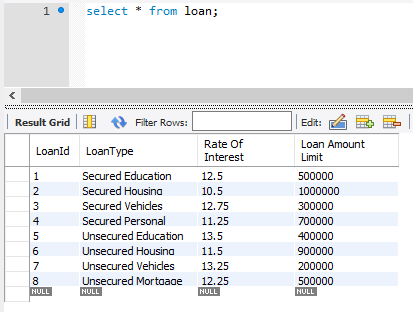 1 select * from loan;
Result Grid Filter Rows: Edit:
LoanId LoanType Rate Of Interest Loan Amount Limit
1 Secured Education 12.5 500000
2 Secured Housing 10.5 1000000
3 Secured Vehicles 12.75 300000
4 Secured Personal 11.25 700000
5 Unsecured Education 13.5 400000
6 Unsecured Housing 11.5 900000
7 Unsecured Vehicles 13.25 200000
8 Unsecured Mortgage 12.25 500000
NULL NULL NULL NULL